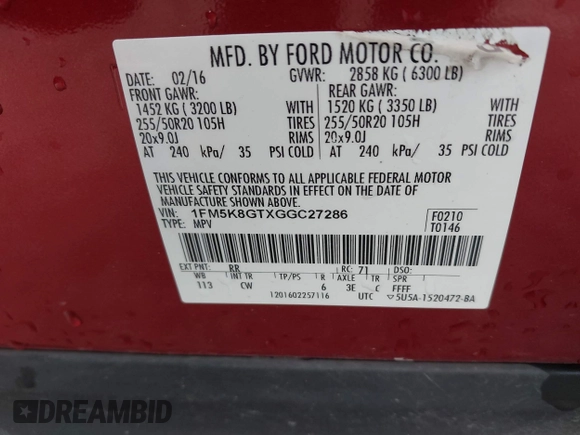 MFD. BY FORD MOTOR CO.
DATE: 02/16 GVWR: 2858 KG ( 6300 LB)
FRONT GAWR: REAR GAWR:
1452 KG ( 3200 LB) WITH 1520 KG ( 3350 LB) WITH
255/50R20 105H TIRES 255/50R20 105H TIRES
20x9.0J RIMS 20x9.0J RIMS
AT 240 kPa/ 35 PSI COLD AT 240 kPa/ 35 PSI COLD
THIS VEHICLE CONFORMS TO ALL APPLICABLE FEDERAL MOTOR
VEHICLE SAFETY STANDARDS IN EFFECT ON THE DATE OF
MANUFACTURE SHOWN ABOVE.
VIN: 1FM5K8GTXGGC27286 F0210
TYPE: MPV T0146
EXT PNT: RR RC: 71 DSO:
WB INT TR TP/PS R AXLE TR SPR
113 CW 6 3E C FFFF
1201602257116 UTC ▽5U5A-1520472-BA
DREAMBID